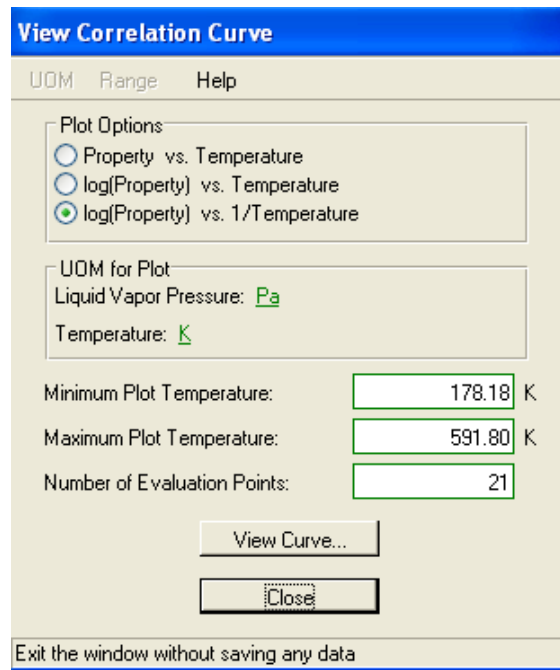 View Correlation Curve
UOM Range Help
Plot Options
Property vs. Temperature
log(Property) vs. Temperature
log(Property) vs. 1/Temperature
UOM for Plot
Liquid Vapor Pressure: Pa
Temperature: K
Minimum Plot Temperature: 178.18 K
Maximum Plot Temperature: 591.80 K
Number of Evaluation Points: 21
View Curve...
Close
Exit the window without saving any data